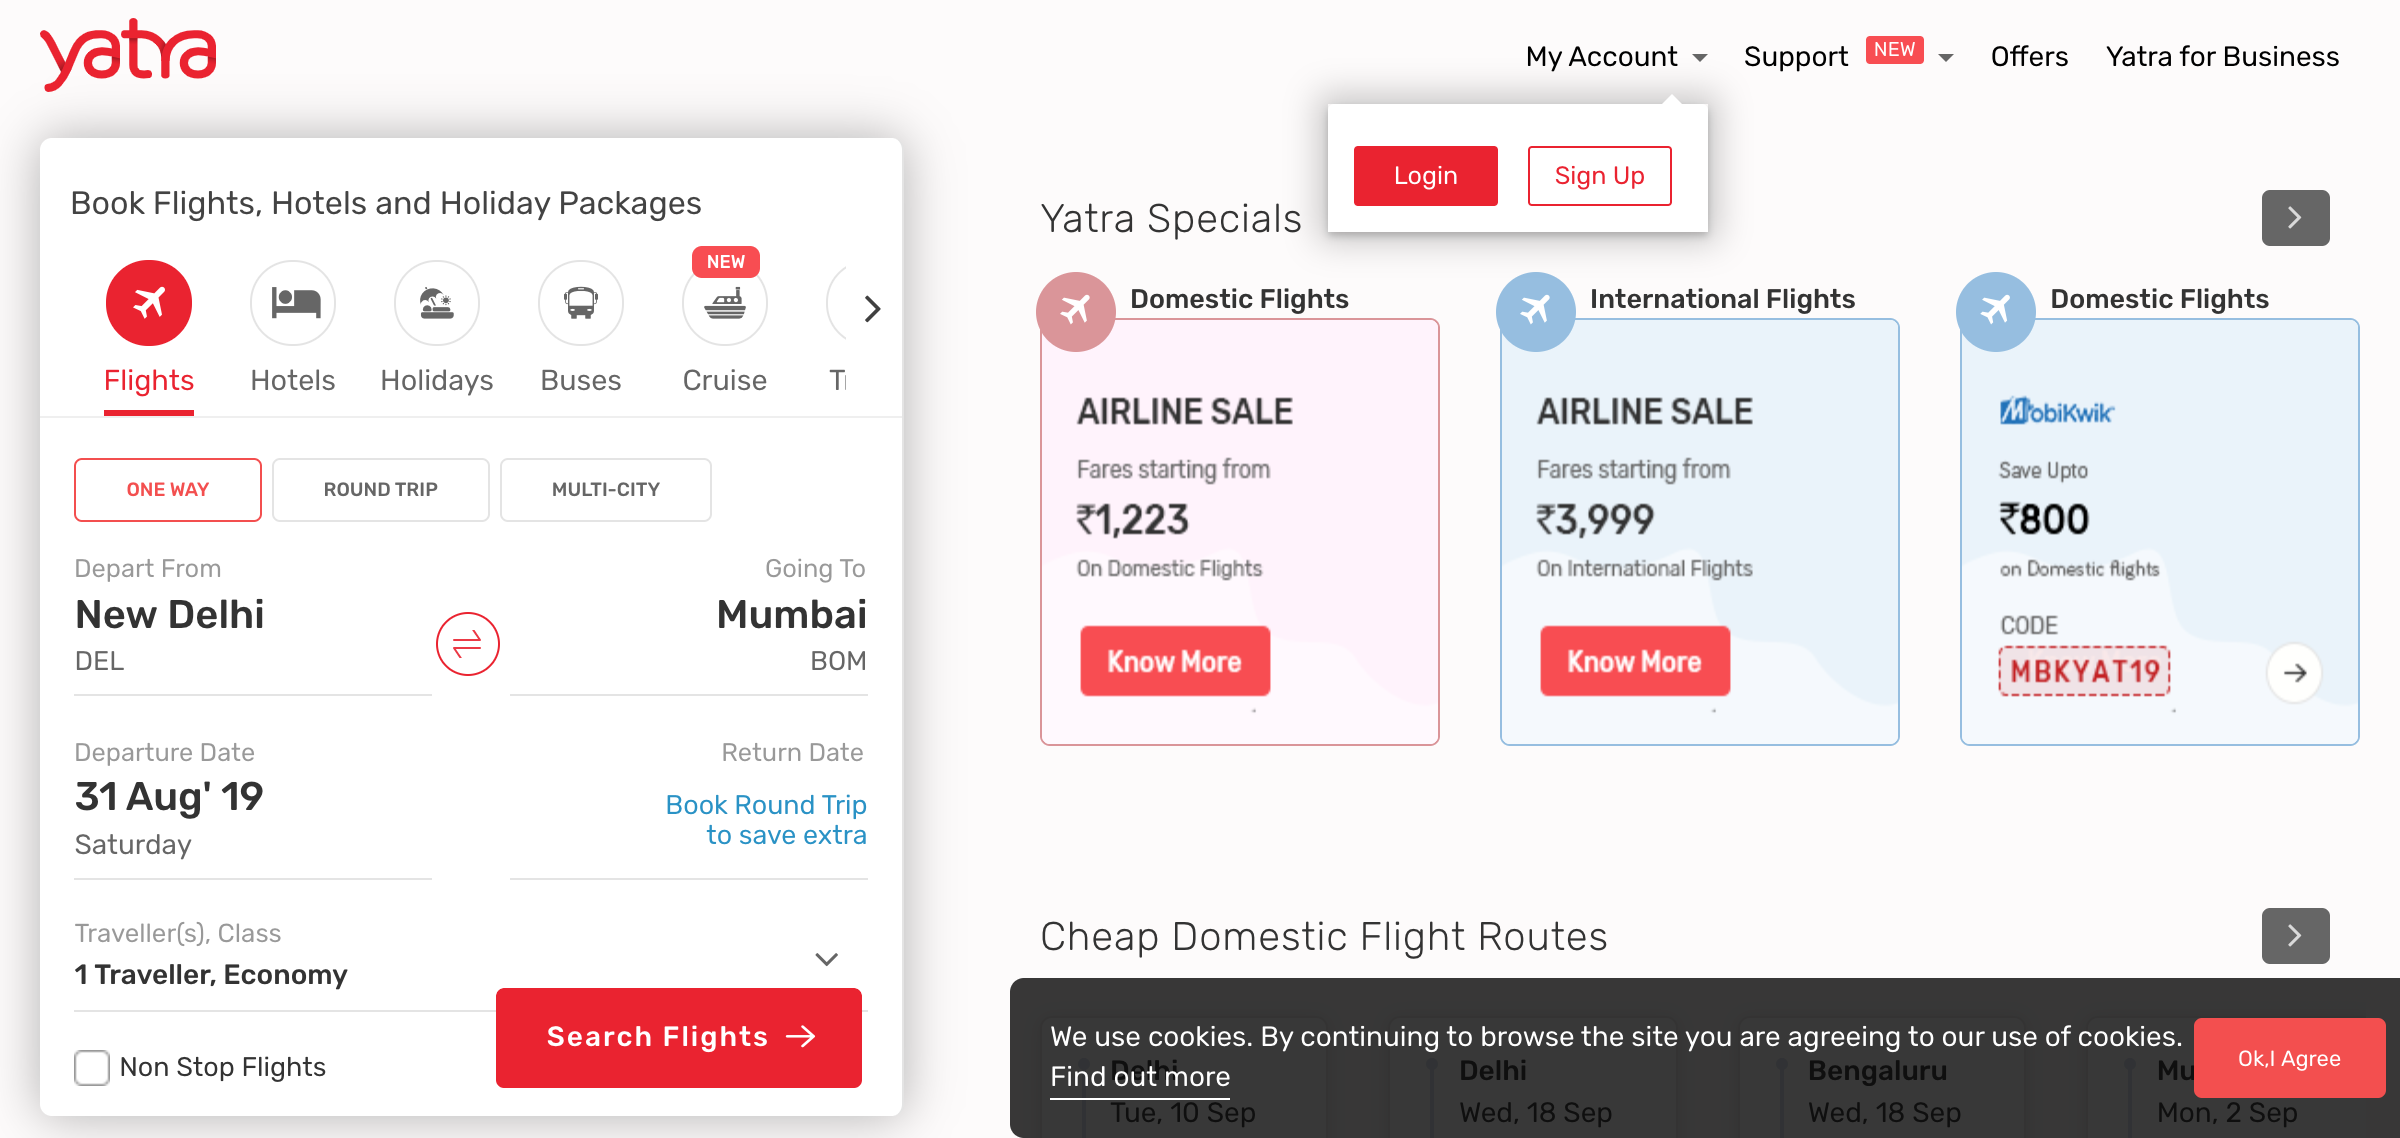 yatra
My Account
Support
NEW
Offers
Yatra for Business
Login
Sign Up
Book Flights, Hotels and Holiday Packages
NEW
Flights
Hotels
Holidays
Buses
Cruise
ONE WAY
ROUND TRIP
MULTI-CITY
Depart From
New Delhi
DEL
Going To
Mumbai
BOM
Departure Date
31 Aug' 19
Saturday
Return Date
Book Round Trip
to save extra
Traveller(s), Class
1 Traveller, Economy
Non Stop Flights
Search Flights
Yatra Specials
Domestic Flights
AIRLINE SALE
Fares starting from
₹1,223
On Domestic Flights
Know More
International Flights
AIRLINE SALE
Fares starting from
₹3,999
On International Flights
Know More
Domestic Flights
MobiKwik
Save Upto
₹800
on Domestic flights
CODE
MBKYAT19
Cheap Domestic Flight Routes
We use cookies. By continuing to browse the site you are agreeing to our use of cookies.
Find out more
Ok,I Agree
Delhi
Tue, 10 Sep
Delhi
Wed, 18 Sep
Bengaluru
Wed, 18 Sep
Mon, 2 Sep